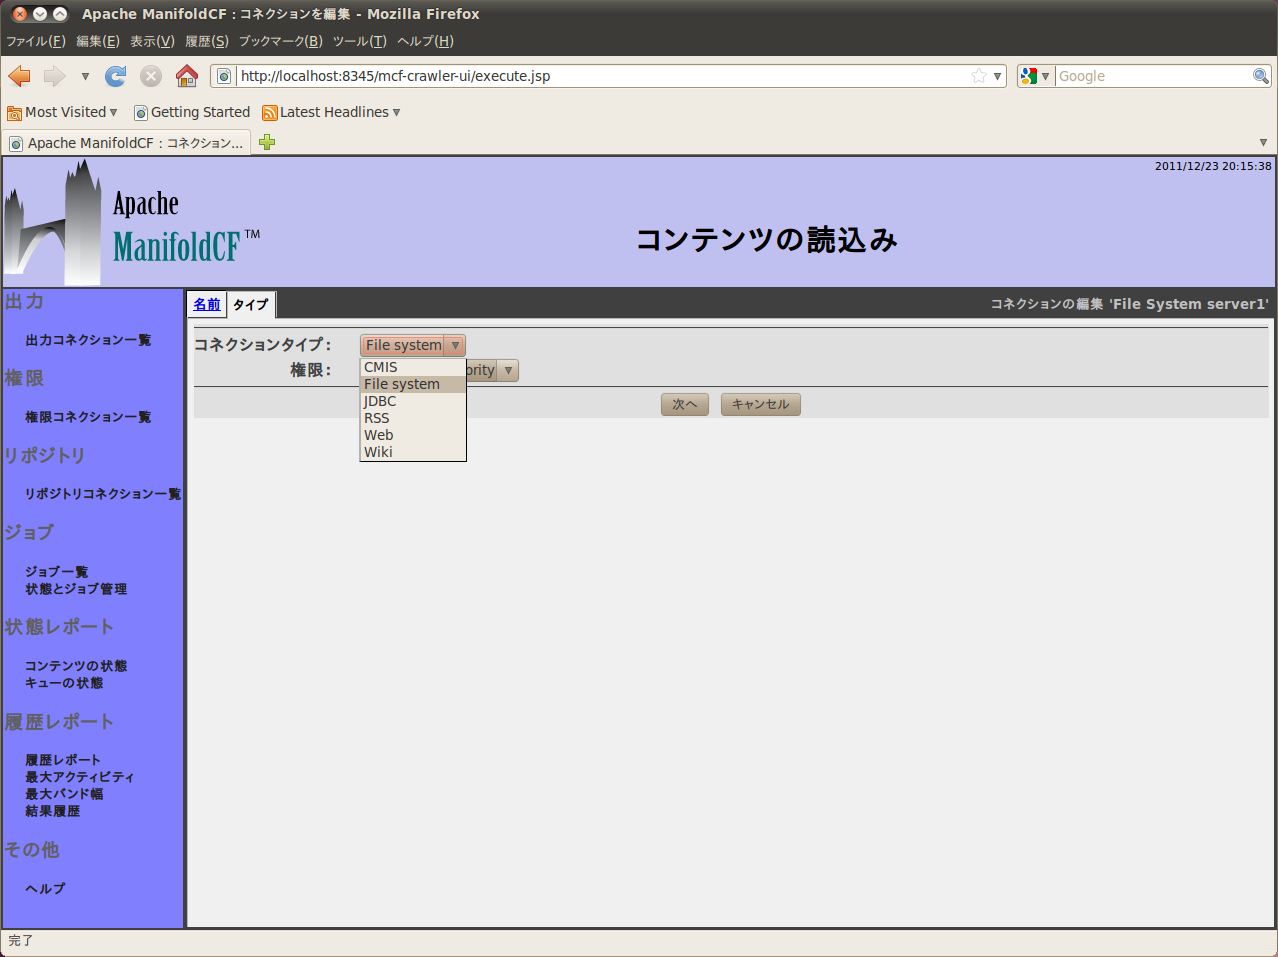 Apache ManifoldCF : コネクションを編集 - Mozilla Firefox
ファイル(F) 編集(E) 表示(V) 履歴(S) ブックマーク(B) ツール(T) ヘルプ(H)
http://localhost:8345/mcf-crawler-ui/execute.jsp
Google
Most Visited Getting Started Latest Headlines
Apache ManifoldCF : コネクション...
2011/12/23 20:15:38
Apache
ManifoldCF™
コンテンツの読込み
出力
出力コネクション一覧
権限
権限コネクション一覧
リポジトリ
リポジトリコネクション一覧
ジョブ
ジョブ一覧
状態とジョブ管理
状態レポート
コンテンツの状態
キューの状態
履歴レポート
履歴レポート
最大アクティビティ
最大バンド幅
結果履歴
その他
ヘルプ
名前 タイプ
コネクションの編集 'File System server1'
コネクションタイプ： File system
権限： ority
CMIS
File system
JDBC
RSS
Web
Wiki
次へ キャンセル
完了